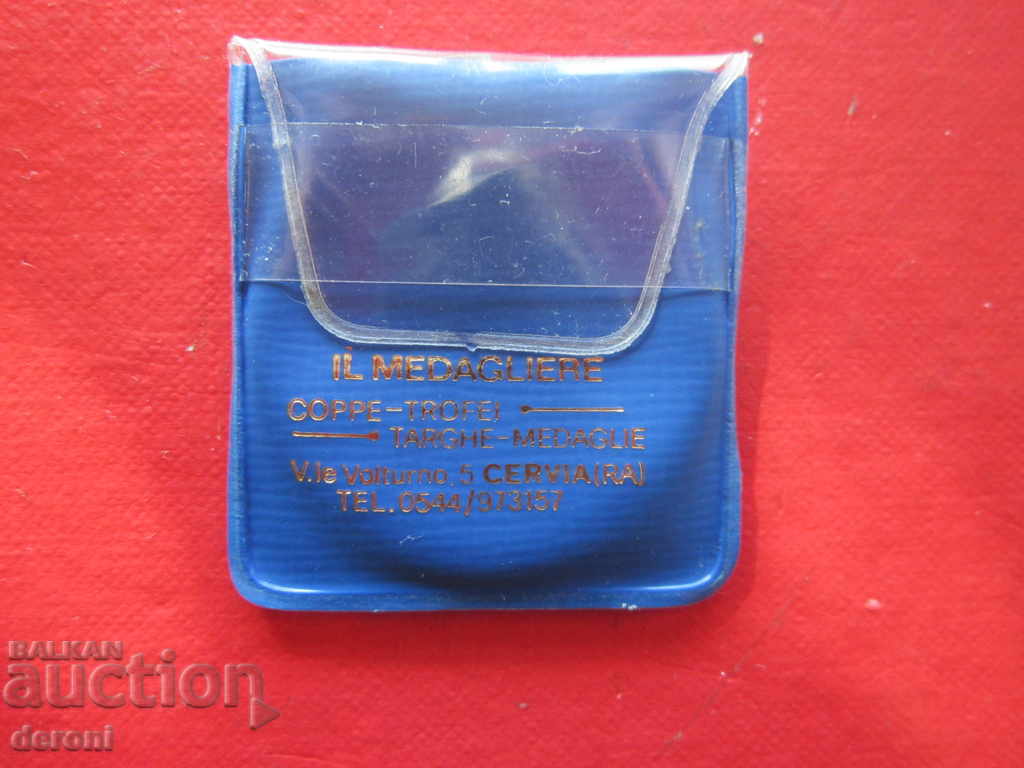 IL MEDAGLIERE
COPPE-TROFEI
TARGHE-MEDAGLIE
V.le Volturno, 5 CERVIA (RA)
TEL. 0544/973157
BALKAN
auction
deroni